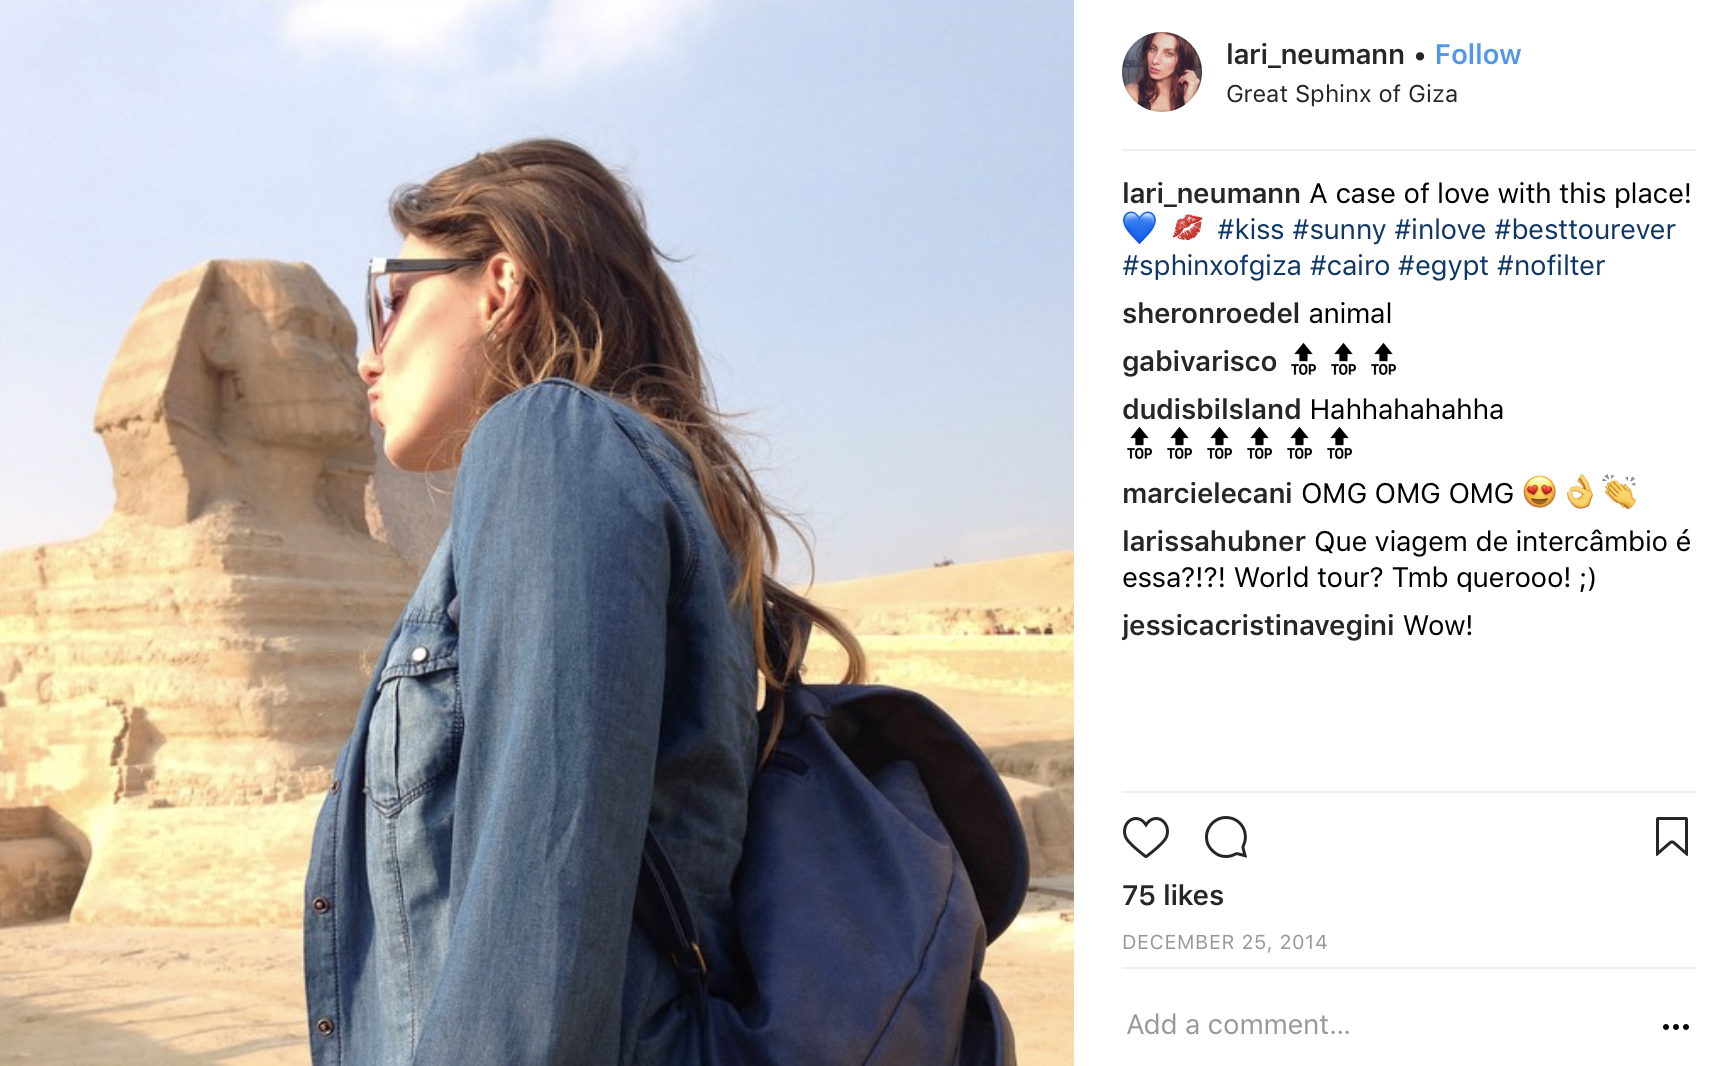 lari_neumann • Follow
Great Sphinx of Giza
lari_neumann A case of love with this place!
💙 💋 #kiss #sunny #inlove #besttourever
#sphinxofgiza #cairo #egypt #nofilter
sheronroedel animal
gabivarisco 🔝 🔝 🔝
dudisbilsland Hahhahahahha
🔝 🔝 🔝 🔝 🔝 🔝
marcielecani OMG OMG OMG 😍👌👏
larissahubner Que viagem de intercâmbio é
essa?!?! World tour? Tmb querooo! ;)
jessicacristinavegini Wow!
75 likes
DECEMBER 25, 2014
Add a comment...